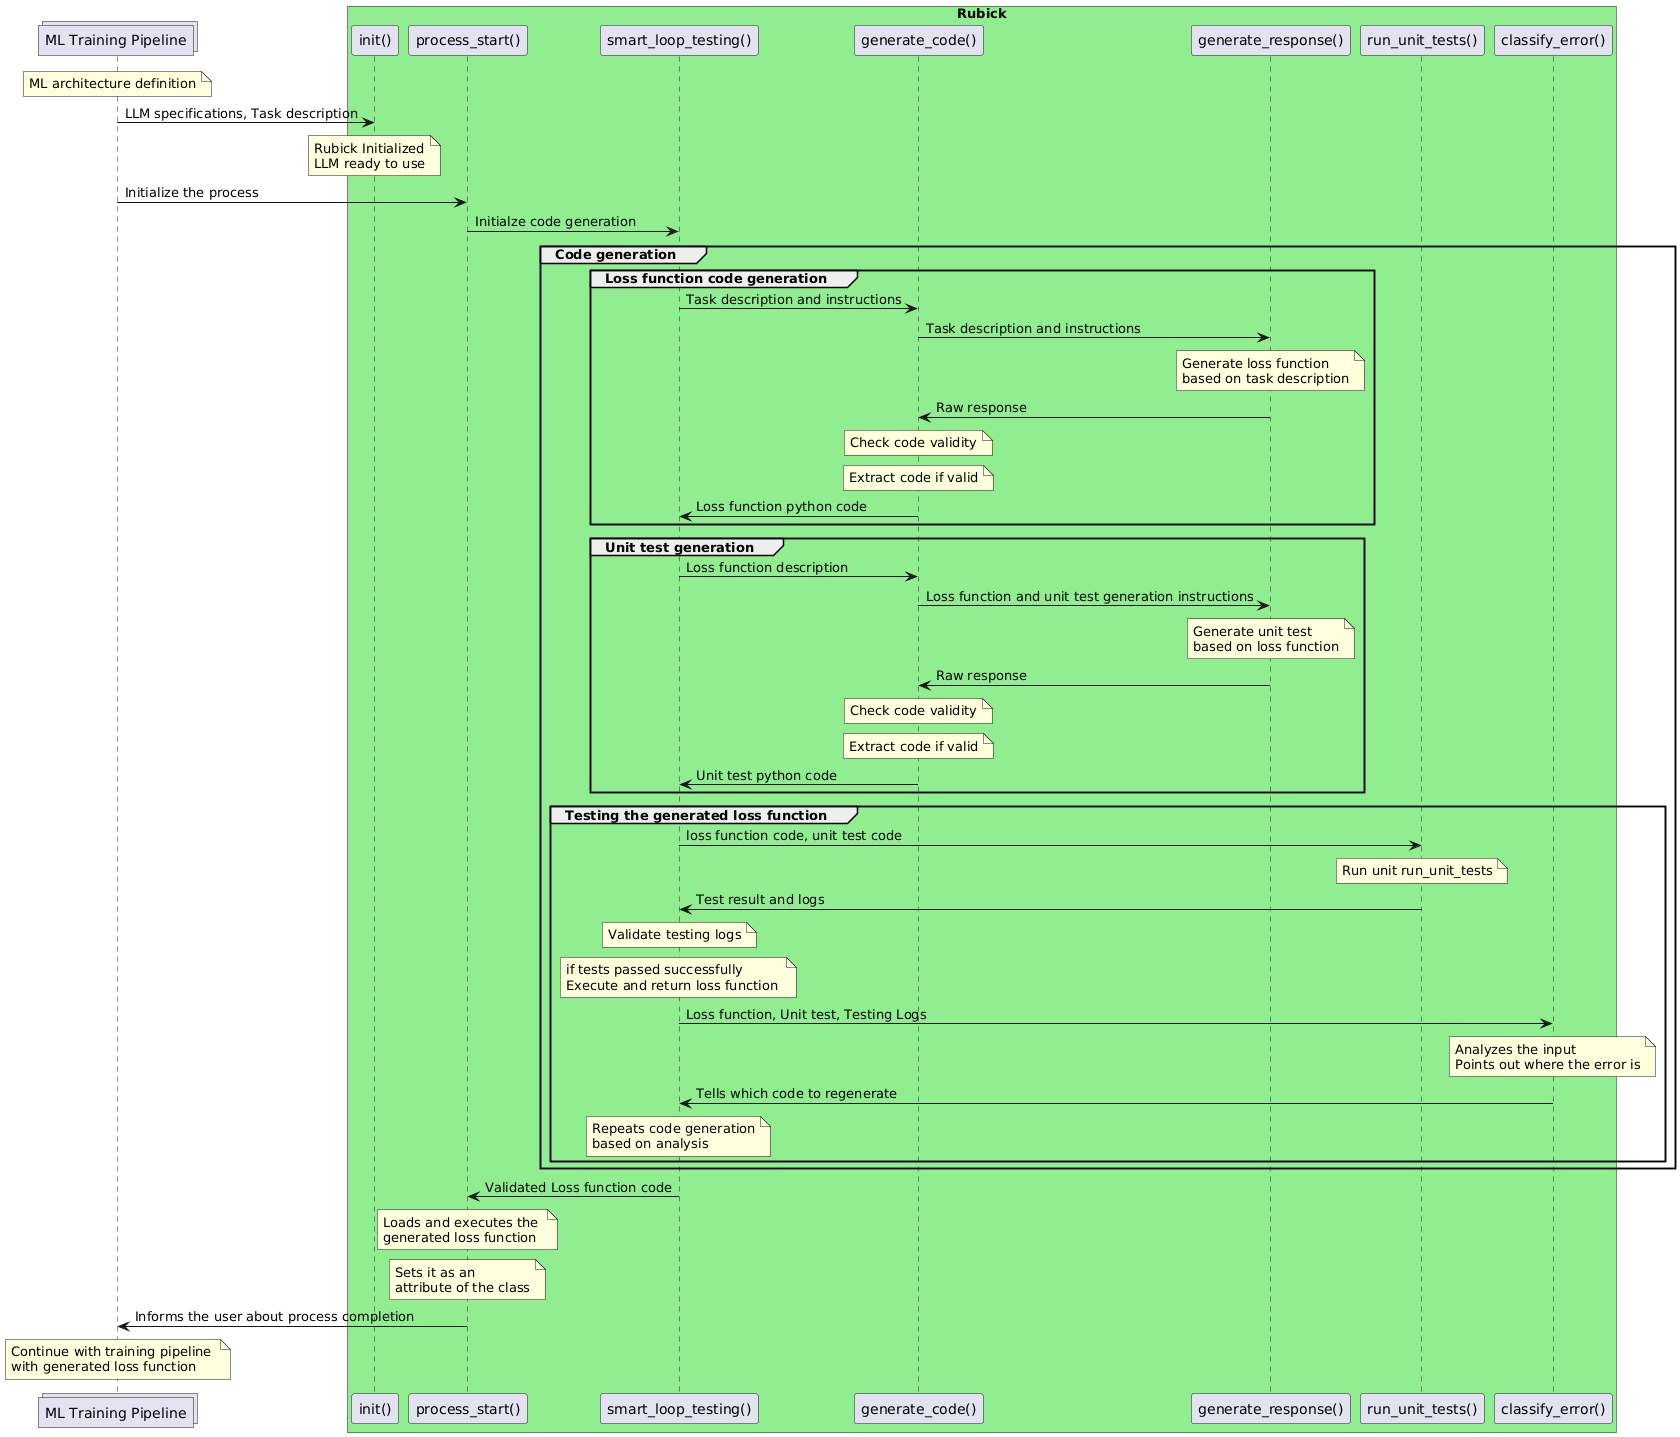 Rubick
ML Training Pipeline
init()
process_start()
smart_loop_testing()
generate_code()
generate_response()
run_unit_tests()
classify_error()
ML architecture definition
LLM specifications, Task description
Rubick Initialized
LLM ready to use
Initialize the process
Initialze code generation
Code generation
Loss function code generation
Task description and instructions
Task description and instructions
Generate loss function
based on task description
Raw response
Check code validity
Extract code if valid
Loss function python code
Unit test generation
Loss function description
Loss function and unit test generation instructions
Generate unit test
based on loss function
Raw response
Check code validity
Extract code if valid
Unit test python code
Testing the generated loss function
loss function code, unit test code
Run unit run_unit_tests
Test result and logs
Validate testing logs
if tests passed successfully
Execute and return loss function
Loss function, Unit test, Testing Logs
Analyzes the input
Points out where the error is
Tells which code to regenerate
Repeats code generation
based on analysis
Validated Loss function code
Loads and executes the
generated loss function
Sets it as an
attribute of the class
Informs the user about process completion
Continue with training pipeline
with generated loss function
ML Training Pipeline
init()
process_start()
smart_loop_testing()
generate_code()
generate_response()
run_unit_tests()
classify_error()